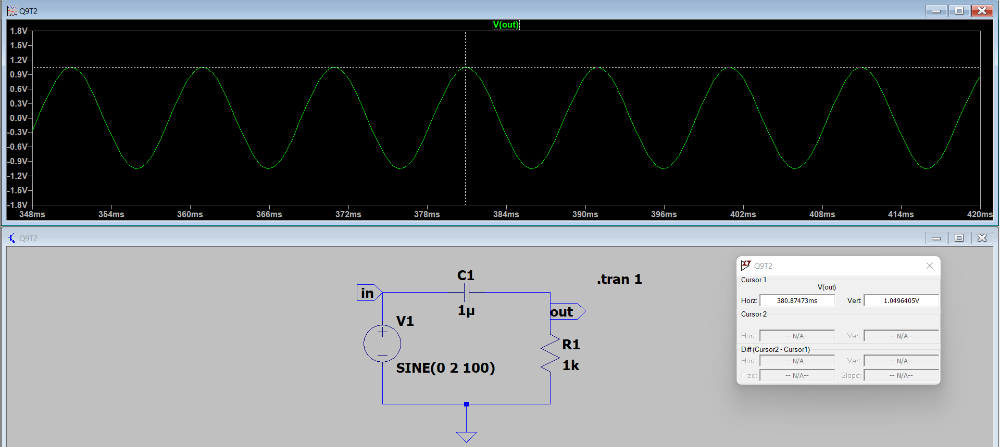 Q9T2
V(out)
1.8V
1.5V
1.2V
0.9V
0.6V
0.3V
0.0V
-0.3V
-0.6V
-0.9V
-1.2V
-1.5V
-1.8V
348ms 354ms 360ms 366ms 372ms 378ms 384ms 390ms 396ms 402ms 408ms 414ms 420ms
Q9T2
C1
1µ
in
V1
SINE(0 2 100)
out
R1
1k
.tran 1
Q9T2
Cursor 1
V(out)
Horz: 380.87473ms Vert: 1.0496405V
Cursor 2
Horz: -- N/A-- Vert: -- N/A--
Diff (Cursor2 - Cursor1)
Horz: -- N/A-- Vert: -- N/A--
Freq: -- N/A-- Slope: -- N/A--